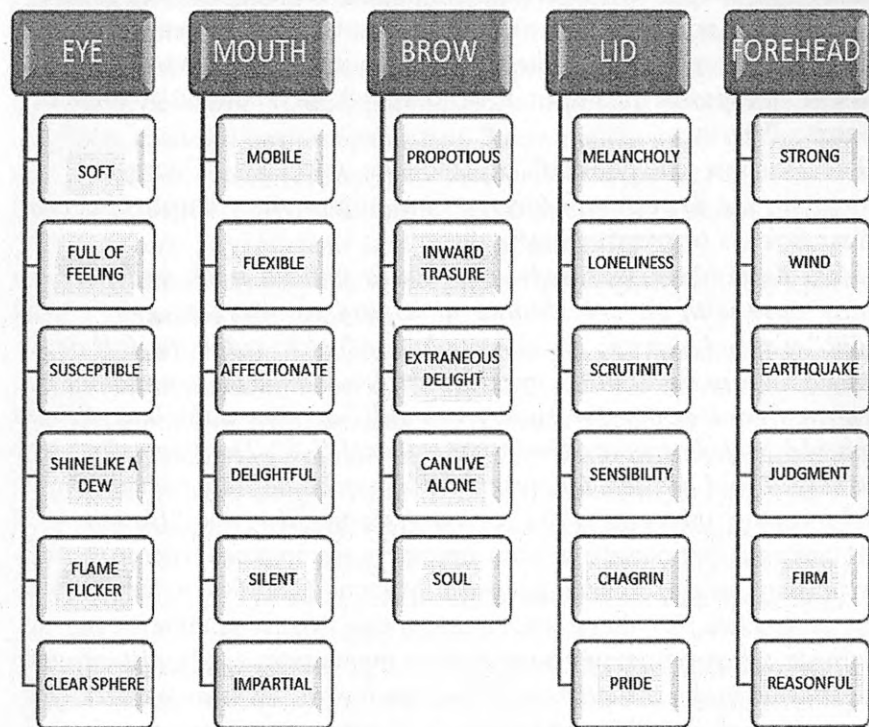 EYE
SOFT
FULL OF
FEELING
SUSCEPTIBLE
SHINE LIKE A
DEW
FLAME
FLICKER
CLEAR SPHER
MOUTH
MOBILE
FLEXIBLE
AFFECTIONATE
DELIGHTFUL
SILENT
IMPARTIAL
BROW
PROPOTIOUS
INWARD
TRASURE
EXTRANEOUS
DELIGHT
CAN LIVE
ALONE
SOUL
LID
MELANCHOLY
LONELINESS
SCRUTINITY
SENSIBILITY
CHAGRIN
PRIDE
FOREHEAD
STRONG
WIND
EARTHQUAKE
JUDGMENT
FIRM
REASONFUL